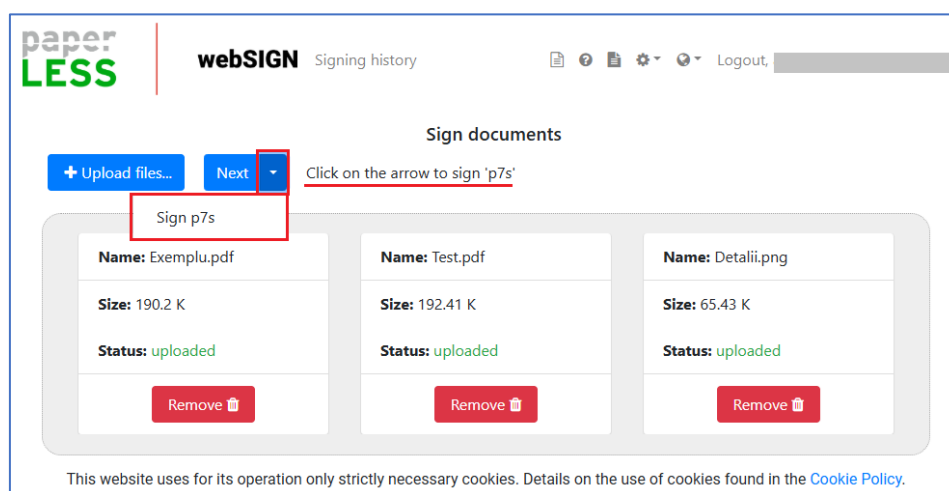 paper
LESS
webSIGN Signing history Logout,
Sign documents
Upload files... Next Click on the arrow to sign 'p7s'
Sign p7s
Name: Exemplu.pdf Name: Test.pdf Name: Detalii.png
Size: 190.2 K Size: 192.41 K Size: 65.43 K
Status: uploaded Status: uploaded Status: uploaded
Remove Remove Remove
This website uses for its operation only strictly necessary cookies. Details on the use of cookies found in the Cookie Policy.